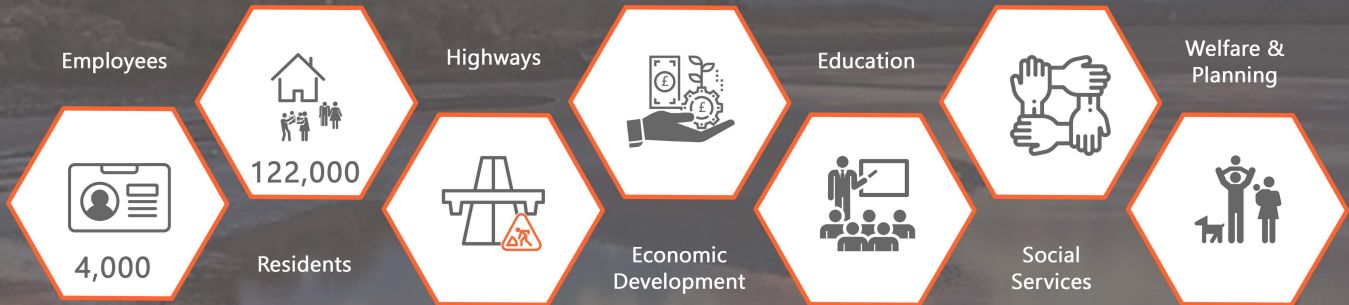 Employees
4,000
122,000
Residents
Highways
£
£
Economic
Development
Education
Social
Services
Welfare &
Planning